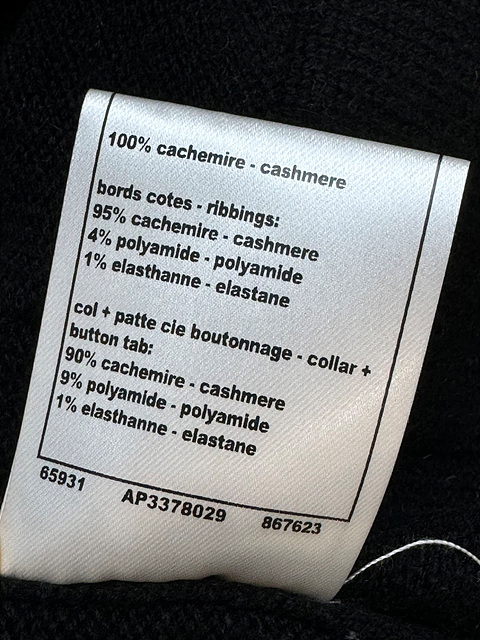 100% cachemire - cashmere
bords cotes - ribbings:
95% cachemire - cashmere
4% polyamide - polyamide
1% elasthanne - elastane
col + patte cie boutonnage - collar +
button tab:
90% cachemire - cashmere
9% polyamide - polyamide
1% elasthanne - elastane
65931 AP3378029 867623